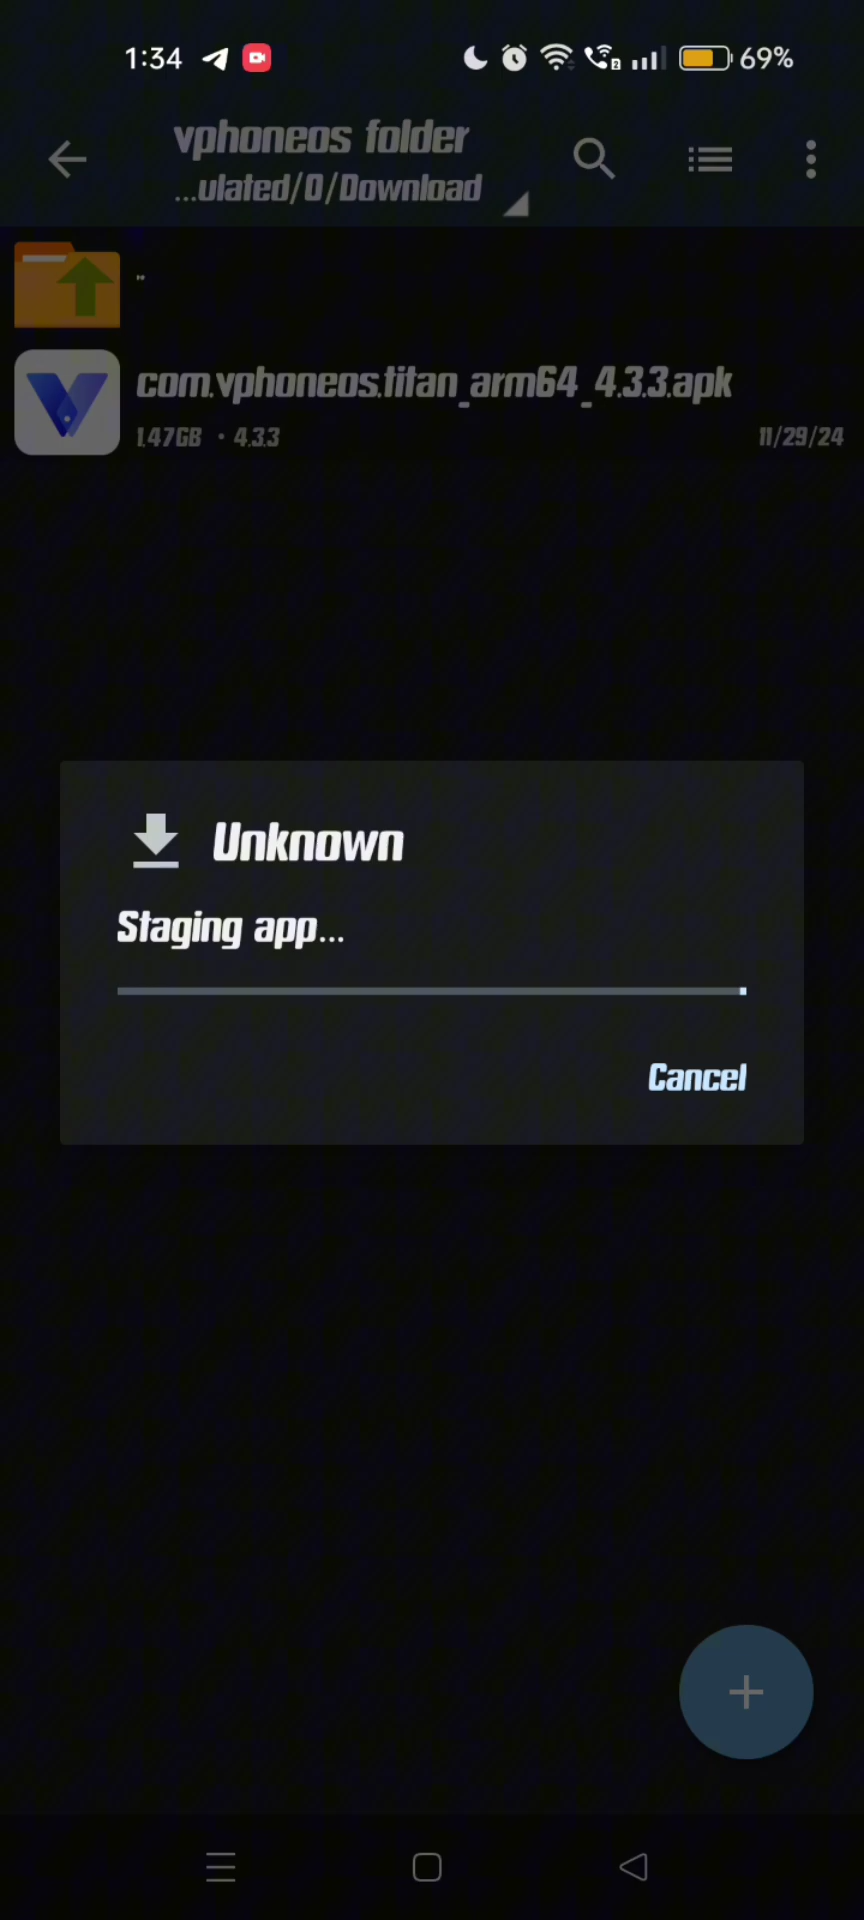 1:34
2
69%
vphoneos folder
...ulated/0/Download
..
com.vphoneos.titan_arm64_4.3.3.apk
1.47GB • 4.3.3
11/29/24
Unknown
Staging app...
Cancel